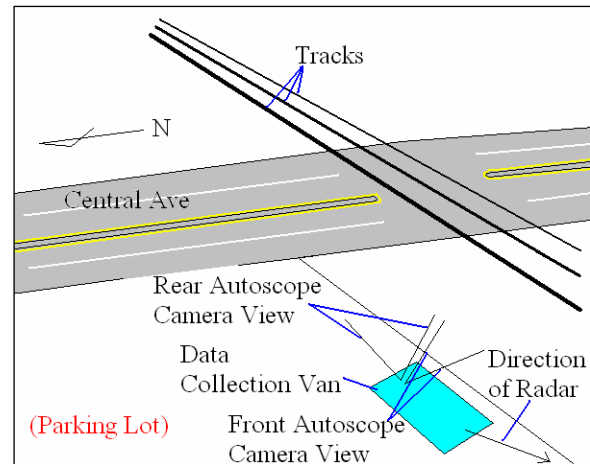 Tracks
N
Central Ave
Rear Autoscope
Camera View
Data
Collection Van
Direction
of Radar
(Parking Lot)
Front Autoscope
Camera View